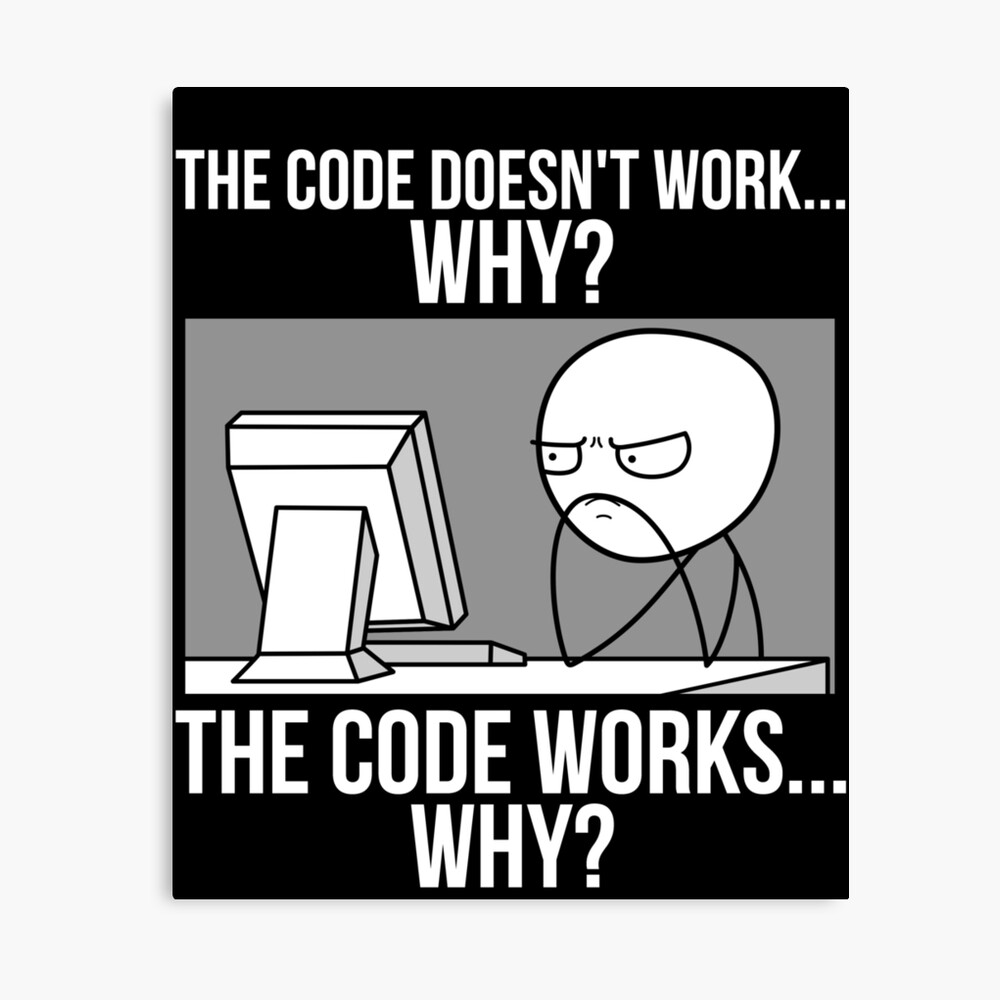 THE CODE DOESN'T WORK...
WHY?
THE CODE WORKS...
WHY?